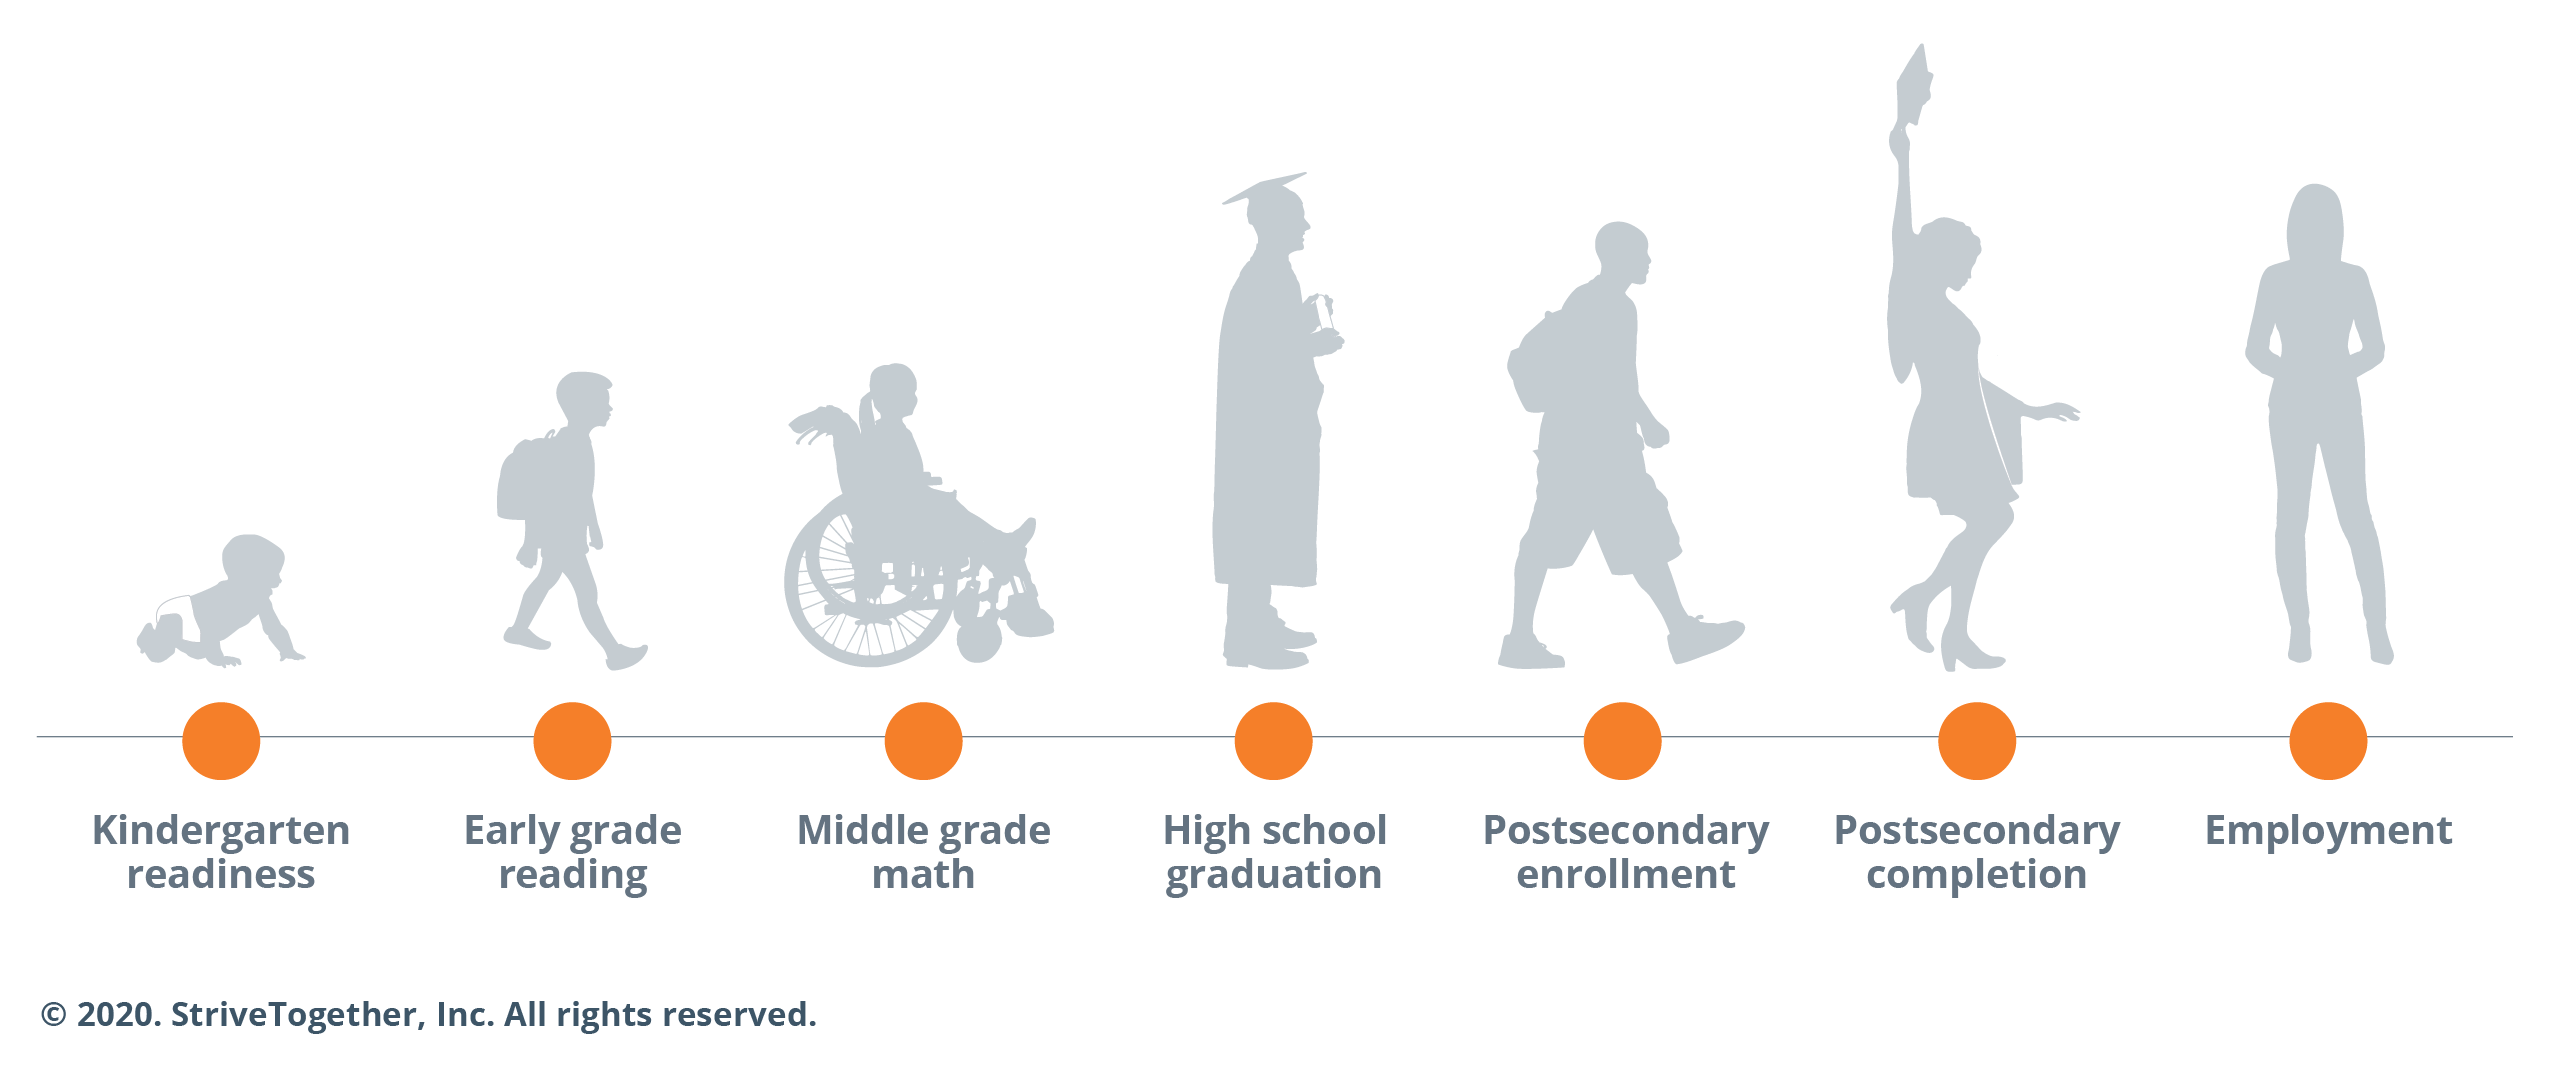 Kindergarten
readiness
Early grade
reading
Middle grade
math
High school
graduation
Postsecondary
enrollment
Postsecondary
completion
Employment
© 2020. StriveTogether, Inc. All rights reserved.